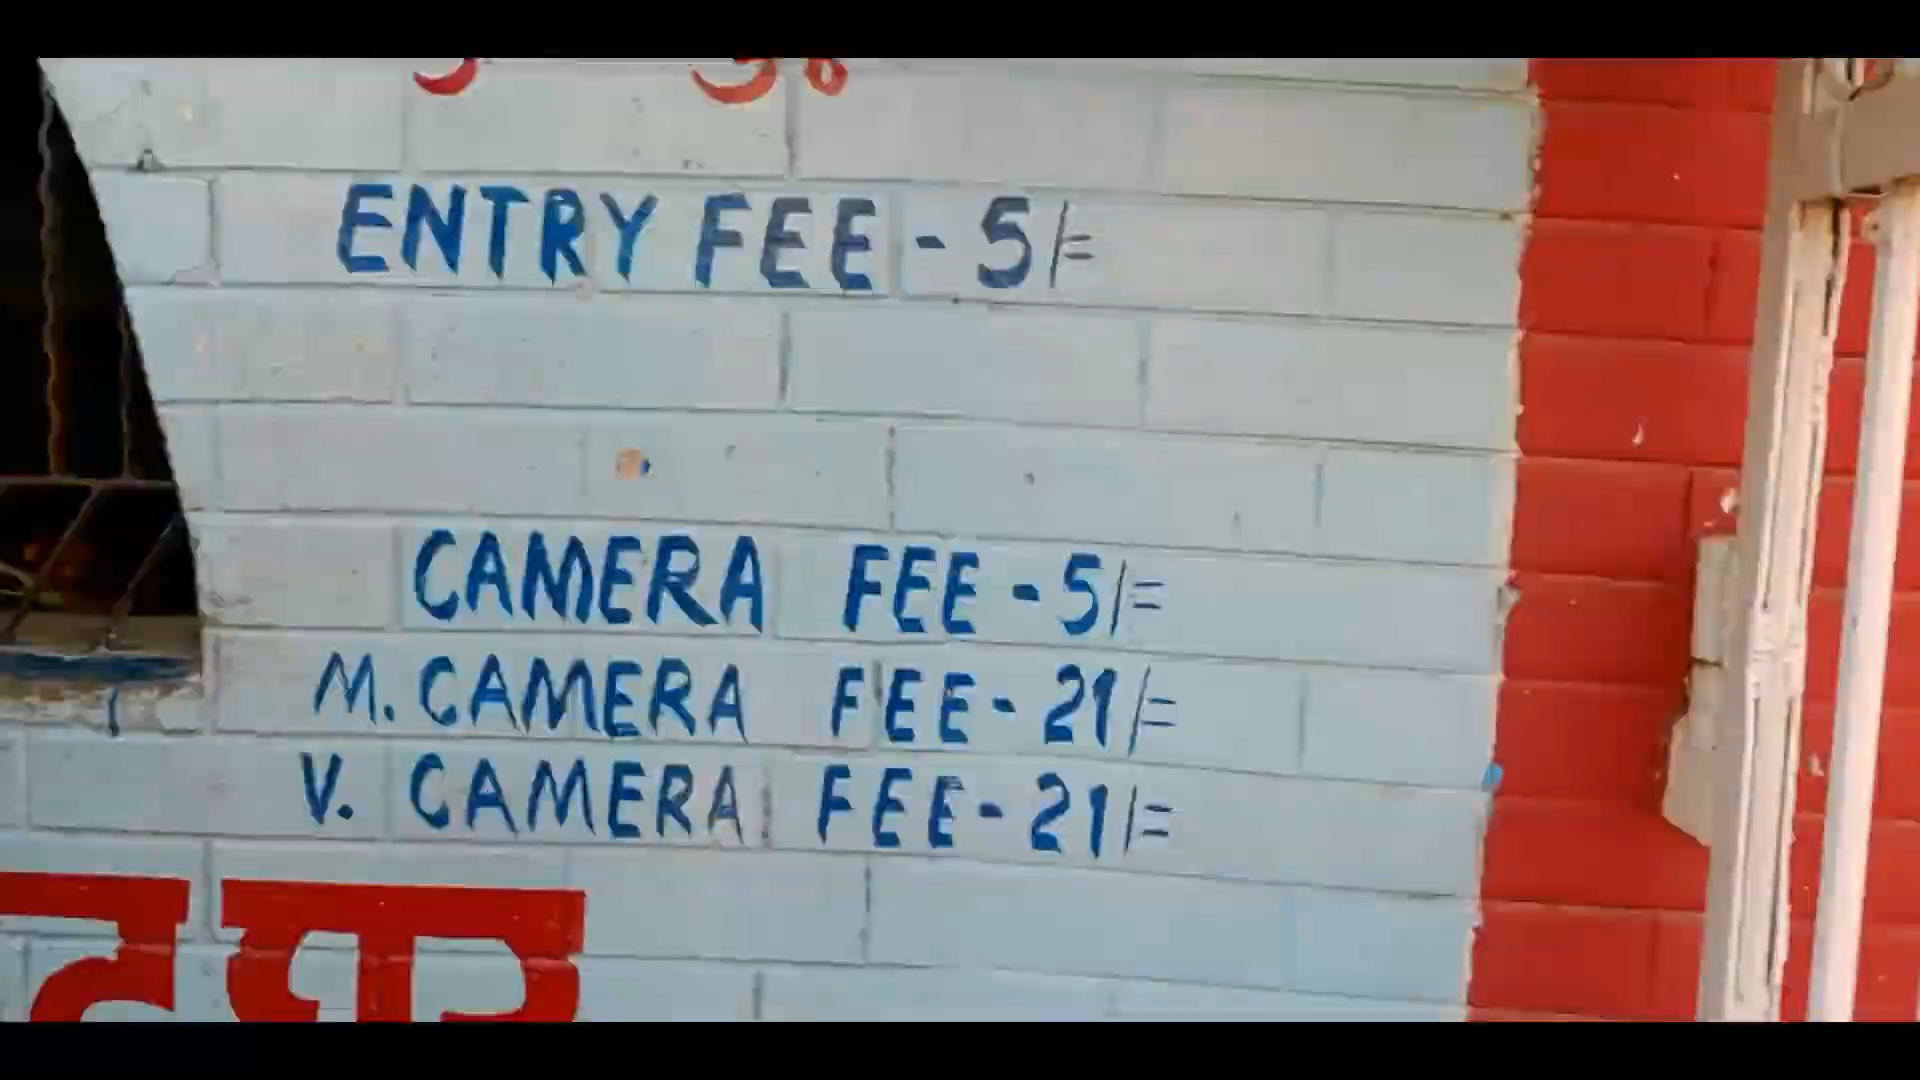 ENTRY FEE - 5/=
CAMERA FEE - 5/=
M. CAMERA FEE - 21/=
V. CAMERA FEE - 21/=